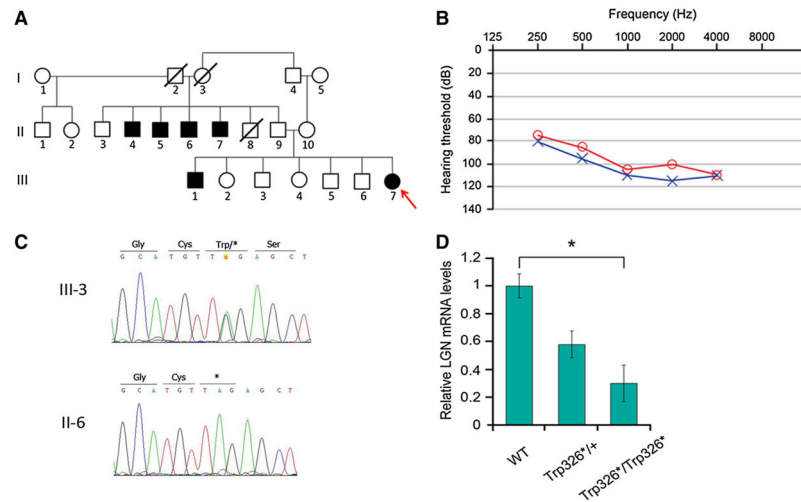 A
I
1
2
3
4
5
II
1
2
3
4
5
6
7
8
9
10
III
1
2
3
4
5
6
7
B
Frequency (Hz)
125 250 500 1000 2000 4000 8000
Hearing threshold (dB)
0
20
40
60
80
100
120
140
C
III-3
Gly Cys Trp/* Ser
G C A T G T T G A G C T
II-6
Gly Cys *
G C A T G T T A G A G C T
D
*
Relative LGN mRNA levels
1.2
1
0.8
0.6
0.4
0.2
0
WT
Trp326*/+
Trp326*/Trp326*